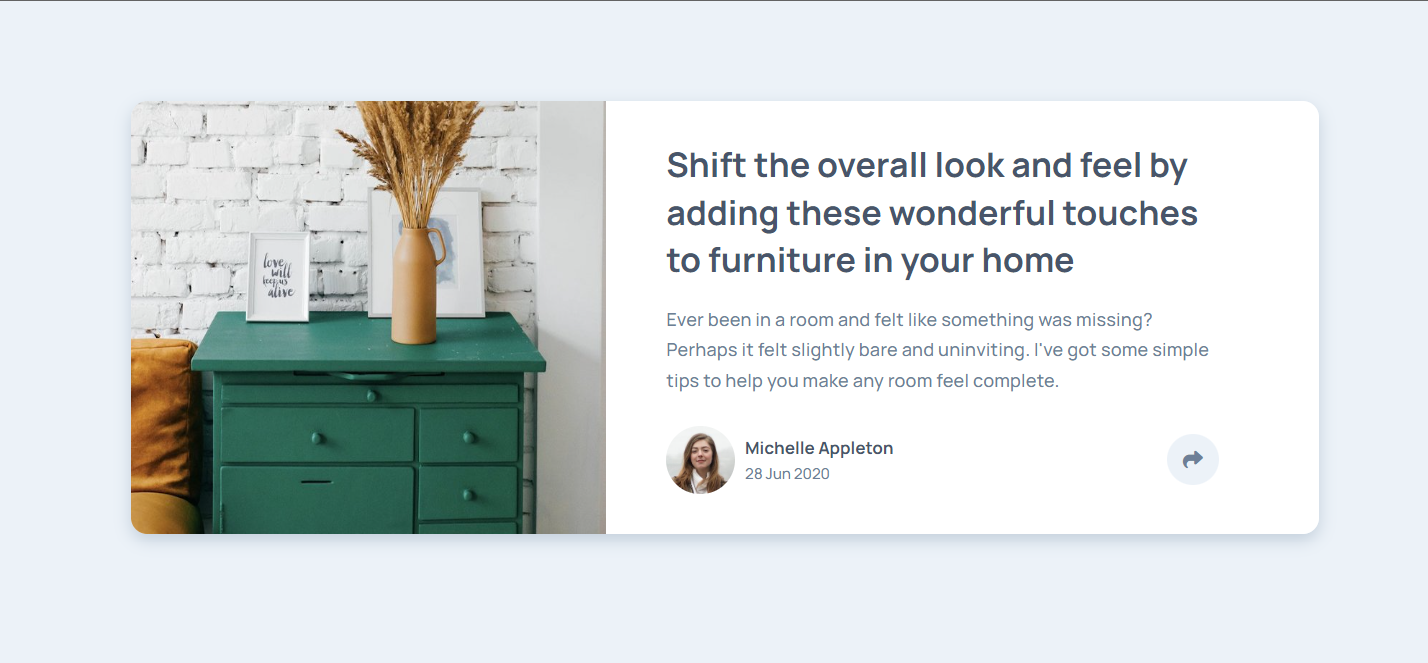 love
will
keep us
alive
Shift the overall look and feel by
adding these wonderful touches
to furniture in your home
Ever been in a room and felt like something was missing?
Perhaps it felt slightly bare and uninviting. I've got some simple
tips to help you make any room feel complete.
Michelle Appleton
28 Jun 2020